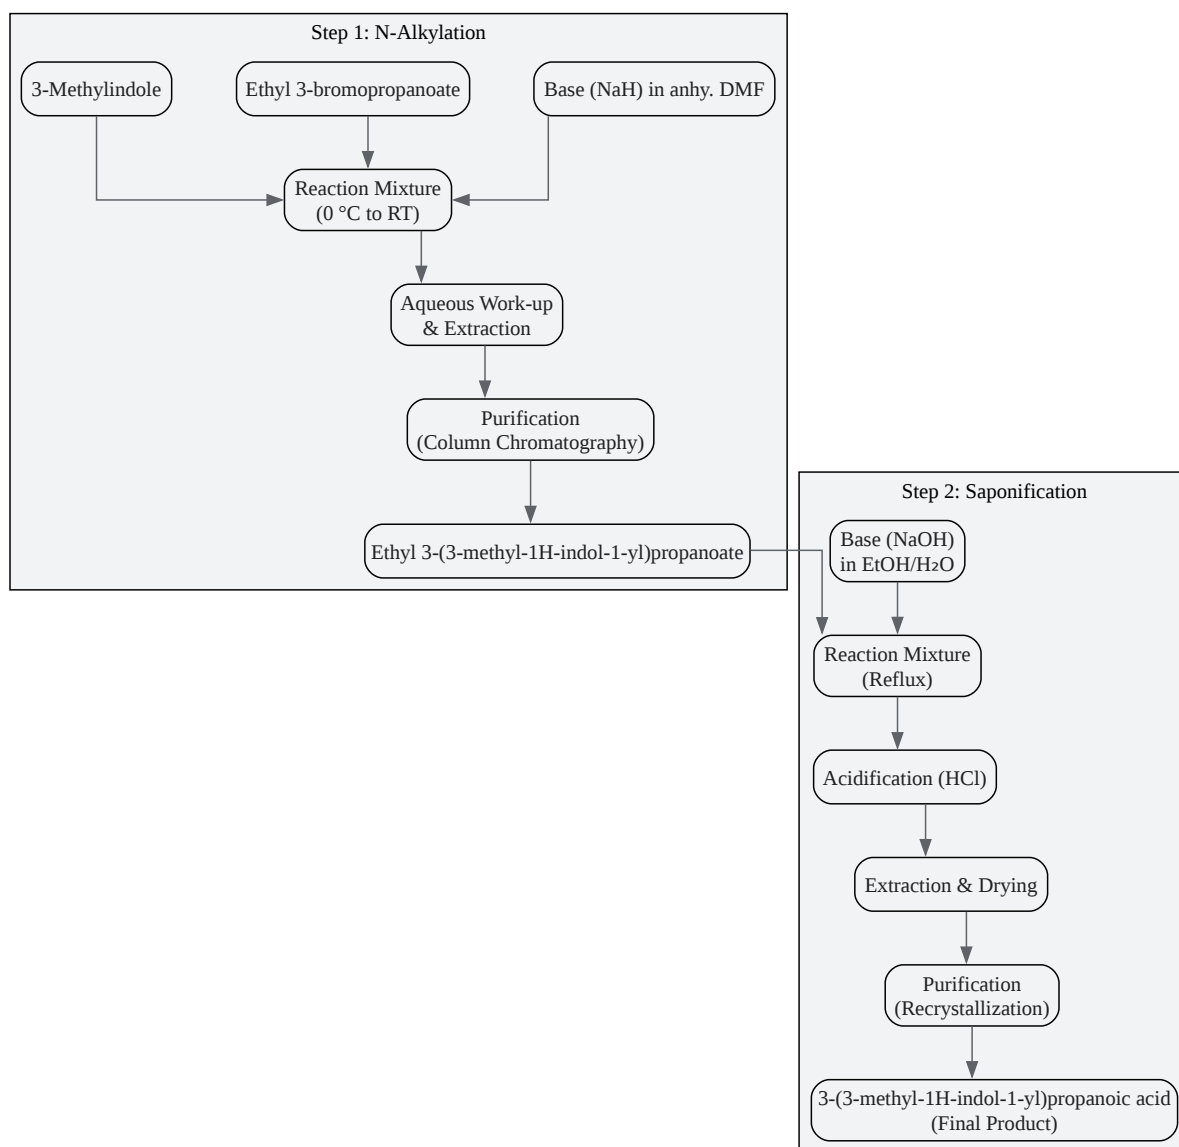 Step 1: N-Alkylation
3-Methylindole
Ethyl 3-bromopropanoate
Base (NaH) in anhy. DMF
Reaction Mixture
(0 °C to RT)
Aqueous Work-up
& Extraction
Purification
(Column Chromatography)
Ethyl 3-(3-methyl-1H-indol-1-yl)propanoate
Step 2: Saponification
Base (NaOH)
in EtOH/H₂O
Reaction Mixture
(Reflux)
Acidification (HCl)
Extraction & Drying
Purification
(Recrystallization)
3-(3-methyl-1H-indol-1-yl)propanoic acid
(Final Product)